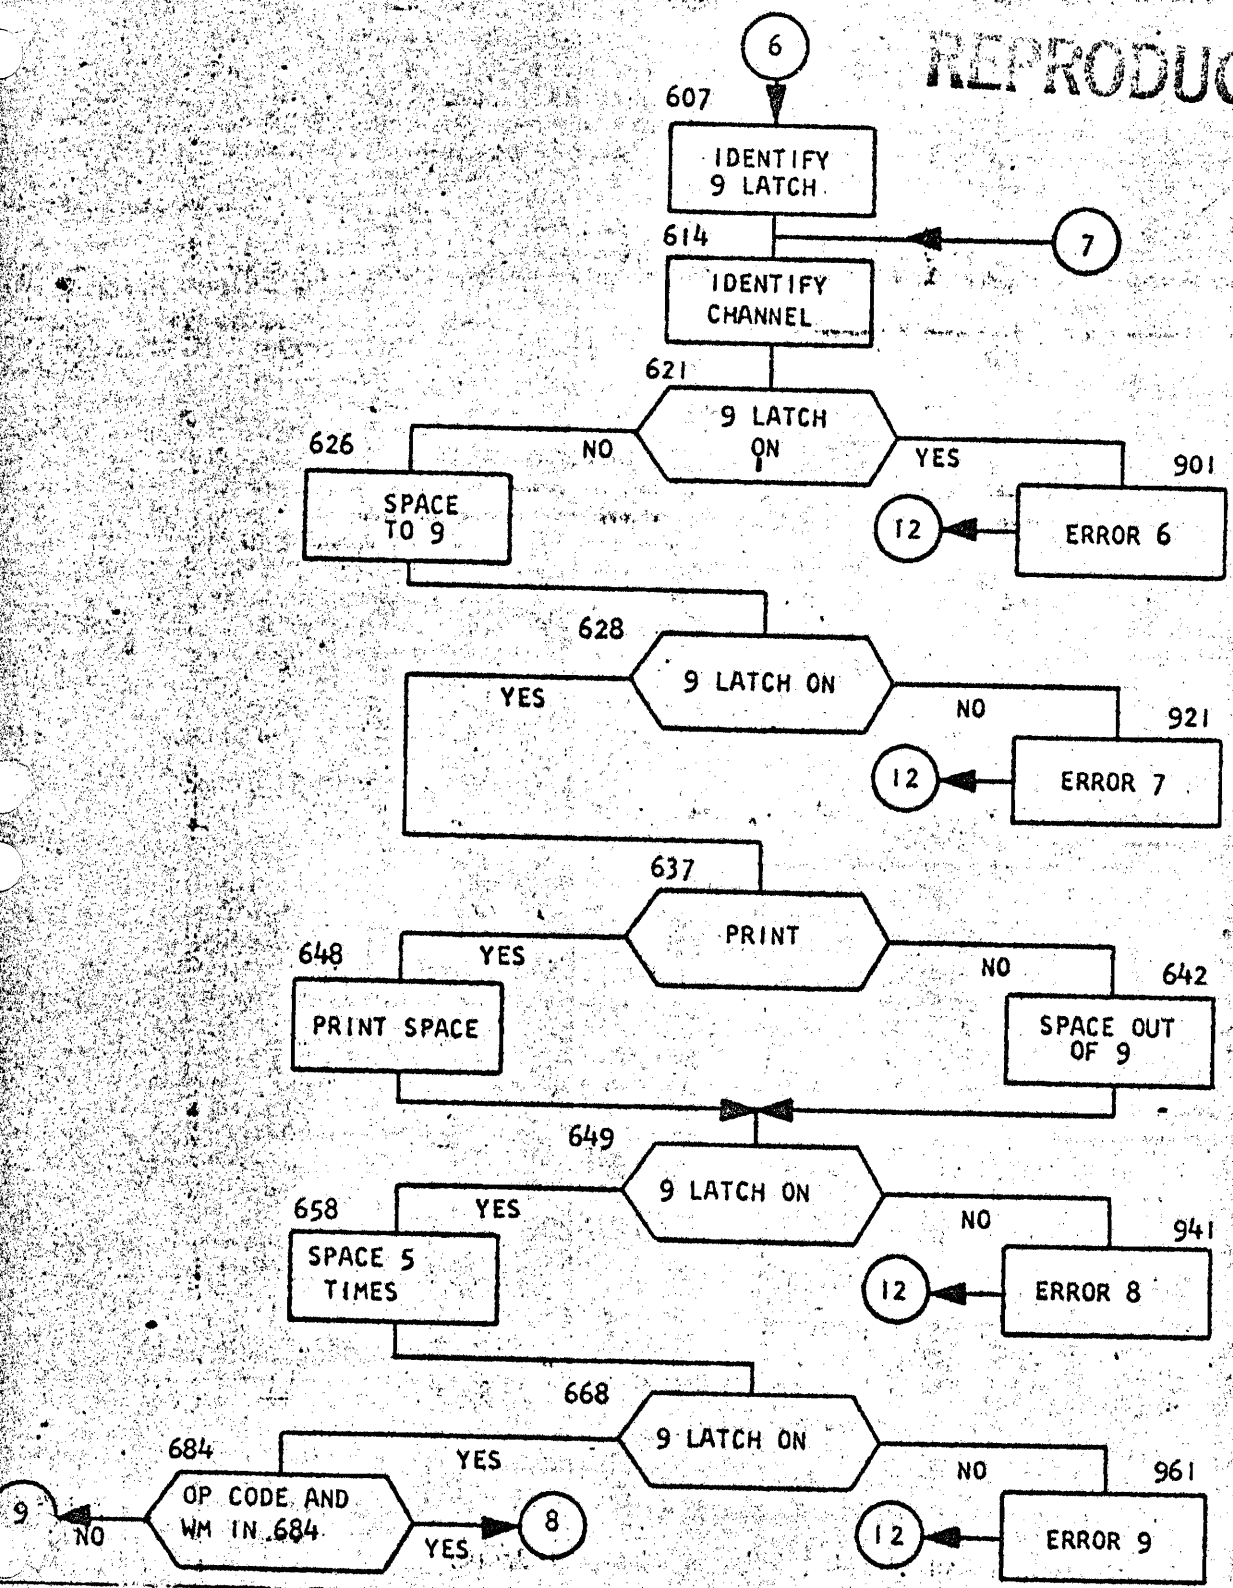 6
REPRODUC
607
IDENTIFY
9 LATCH
614
7
IDENTIFY
CHANNEL
621
9 LATCH
ON
NO
YES
626
901
SPACE
TO 9
12
ERROR 6
628
9 LATCH ON
YES
NO
921
12
ERROR 7
637
PRINT
YES
NO
648
642
PRINT SPACE
SPACE OUT
OF 9
649
9 LATCH ON
YES
NO
658
941
SPACE 5
TIMES
12
ERROR 8
668
9 LATCH ON
YES
NO
684
961
OP CODE AND
WM IN 684
9
NO
YES
8
12
ERROR 9